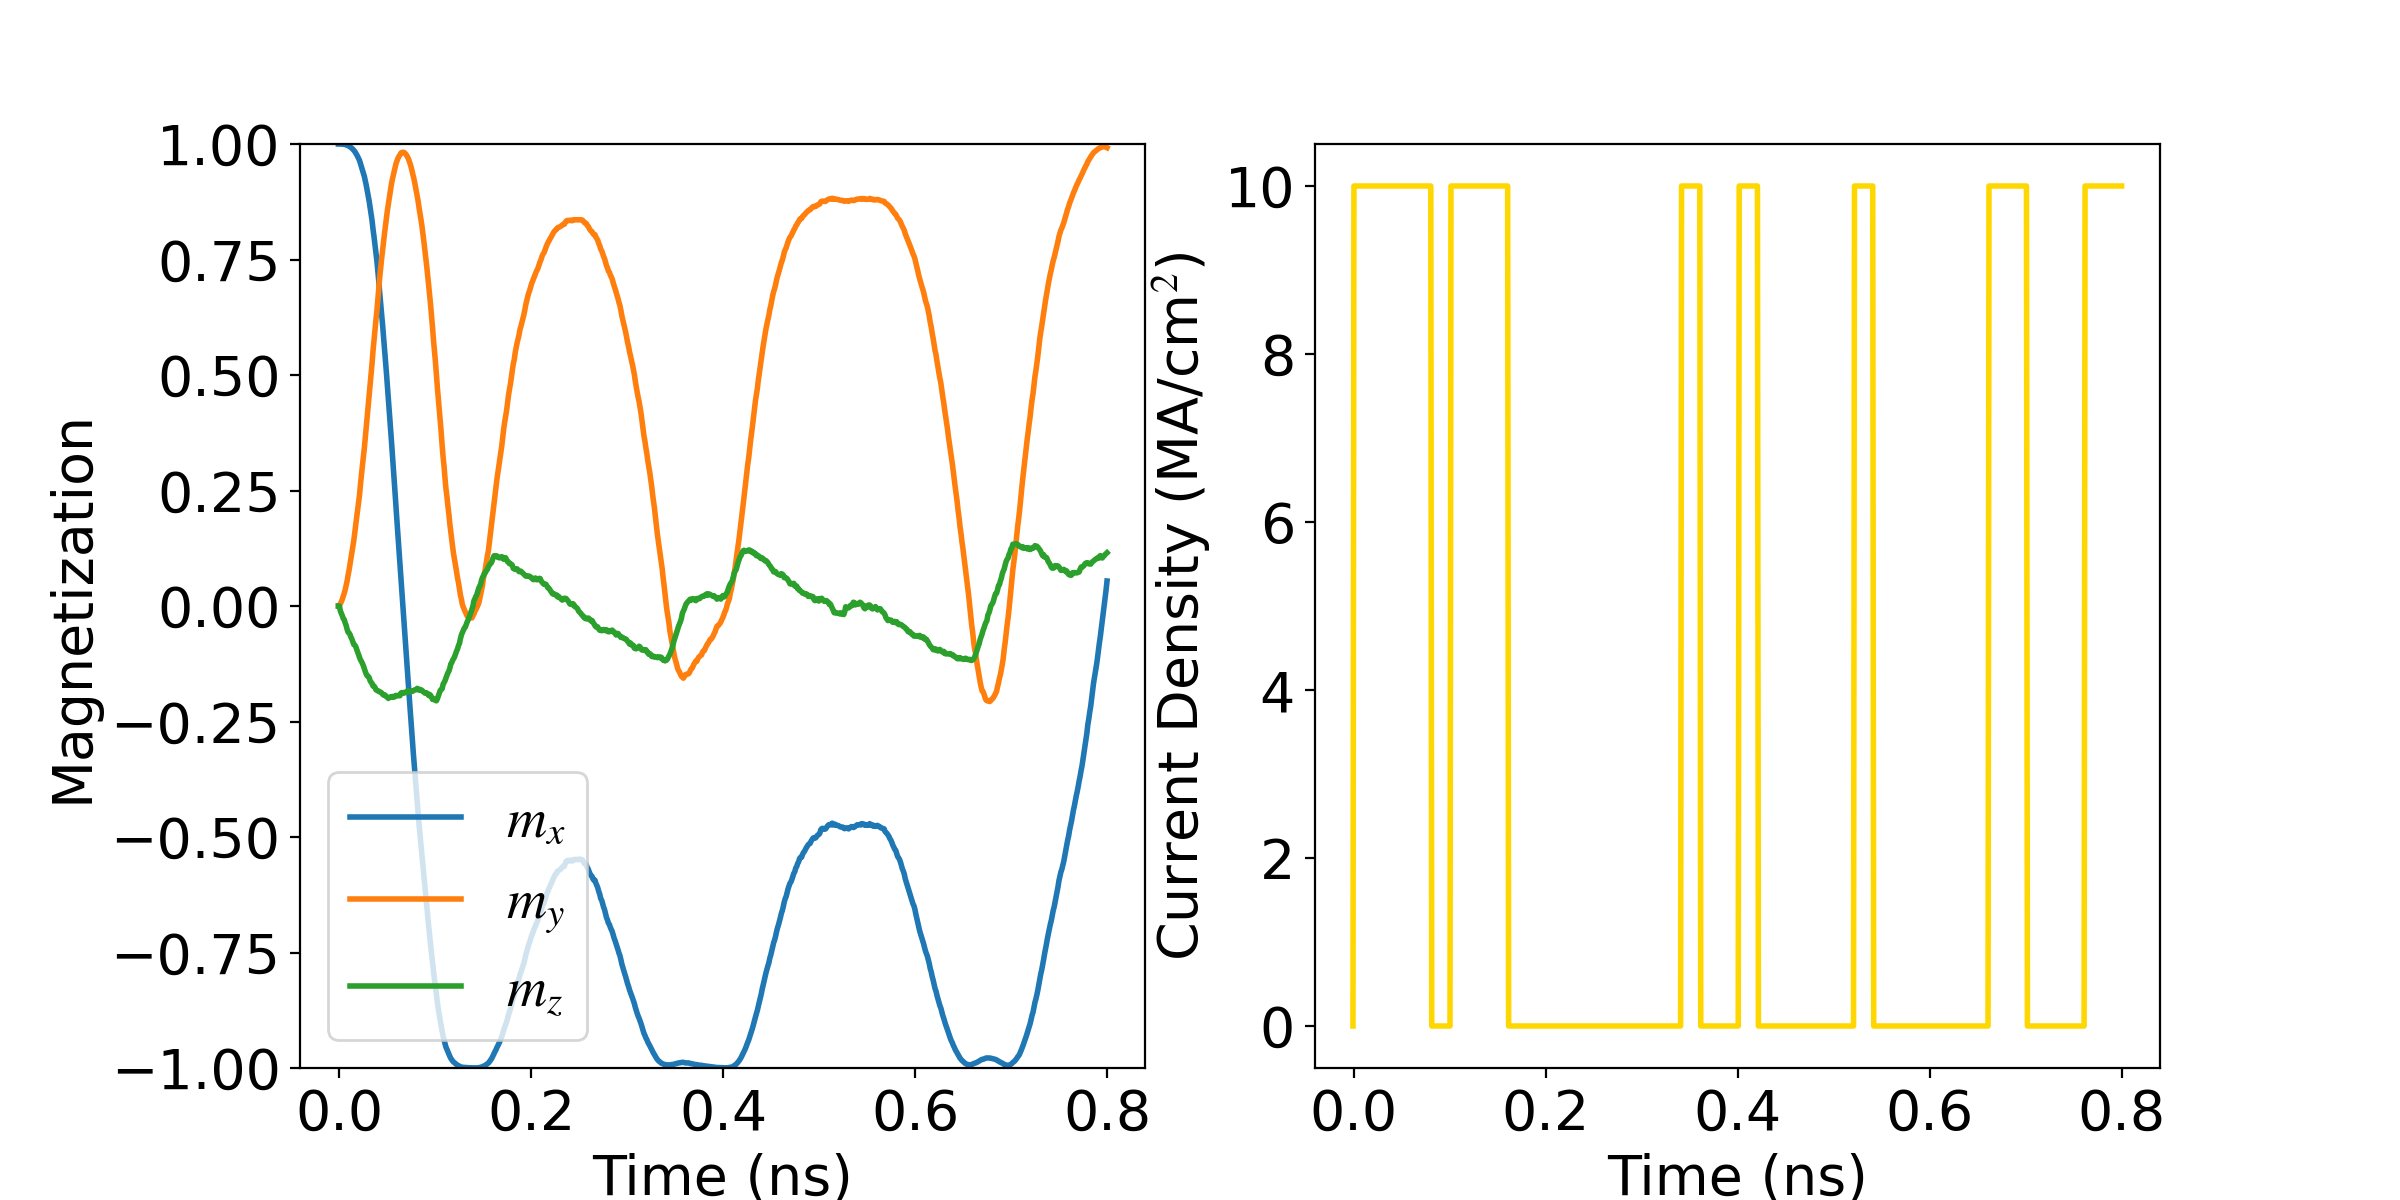 Magnetization
1.00
0.75
0.50
0.25
0.00
−0.25
−0.50
−0.75
−1.00
m_x
m_y
m_z
0.0 0.2 0.4 0.6 0.8
Time (ns)
Current Density (MA/cm²)
10
8
6
4
2
0
0.0 0.2 0.4 0.6 0.8
Time (ns)